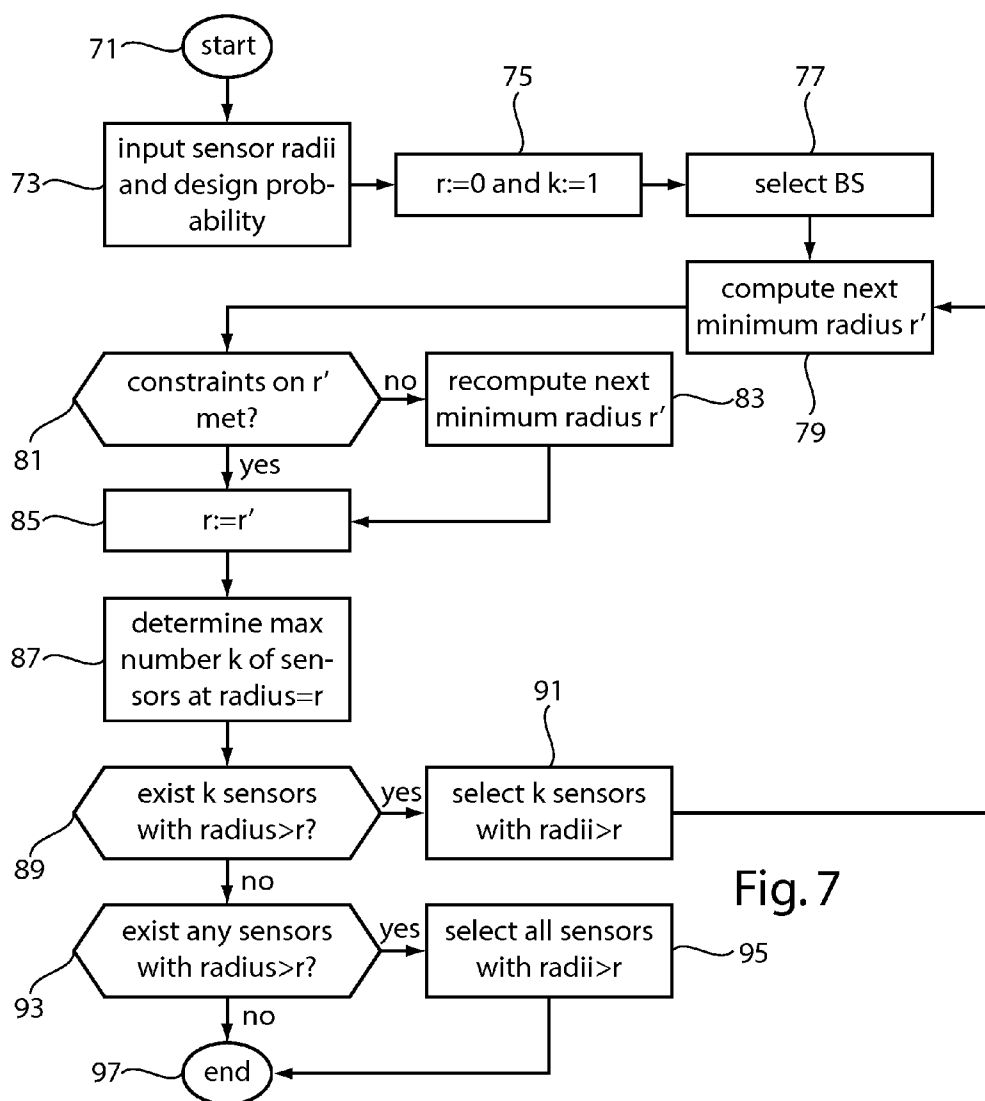 71
start
75
77
73
input sensor radii
and design prob-
ability
r:=0 and k:=1
select BS
compute next
minimum radius r’
79
constraints on r’
met?
81
no
recompute next
minimum radius r’
83
yes
85
r:=r’
87
determine max
number k of sen-
sors at radius=r
91
exist k sensors
with radius>r?
89
yes
select k sensors
with radii>r
no
Fig. 7
exist any sensors
with radius>r?
93
yes
select all sensors
with radii>r
95
no
97
end